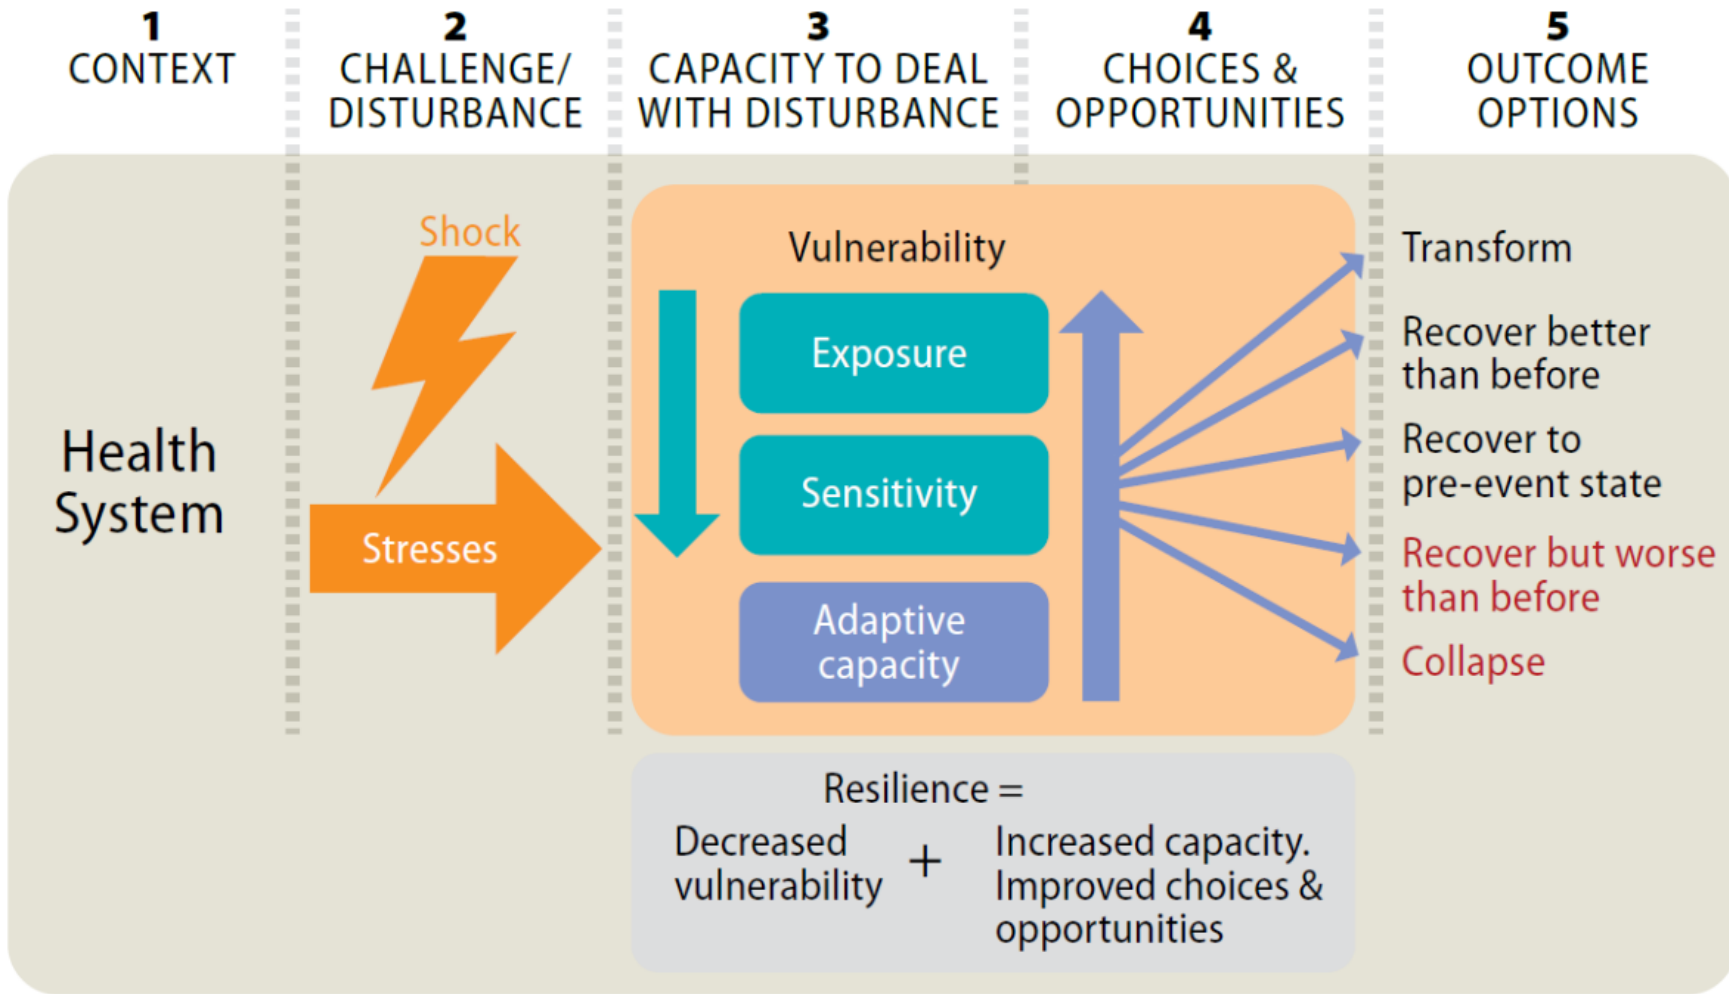 1
CONTEXT
2
CHALLENGE/
DISTURBANCE
3
CAPACITY TO DEAL
WITH DISTURBANCE
4
CHOICES &
OPPORTUNITIES
5
OUTCOME
OPTIONS
Health
System
Shock
Stresses
Vulnerability
Exposure
Sensitivity
Adaptive
capacity
Transform
Recover better
than before
Recover to
pre-event state
Recover but worse
than before
Collapse
Resilience =
Decreased
vulnerability
+
Increased capacity.
Improved choices &
opportunities